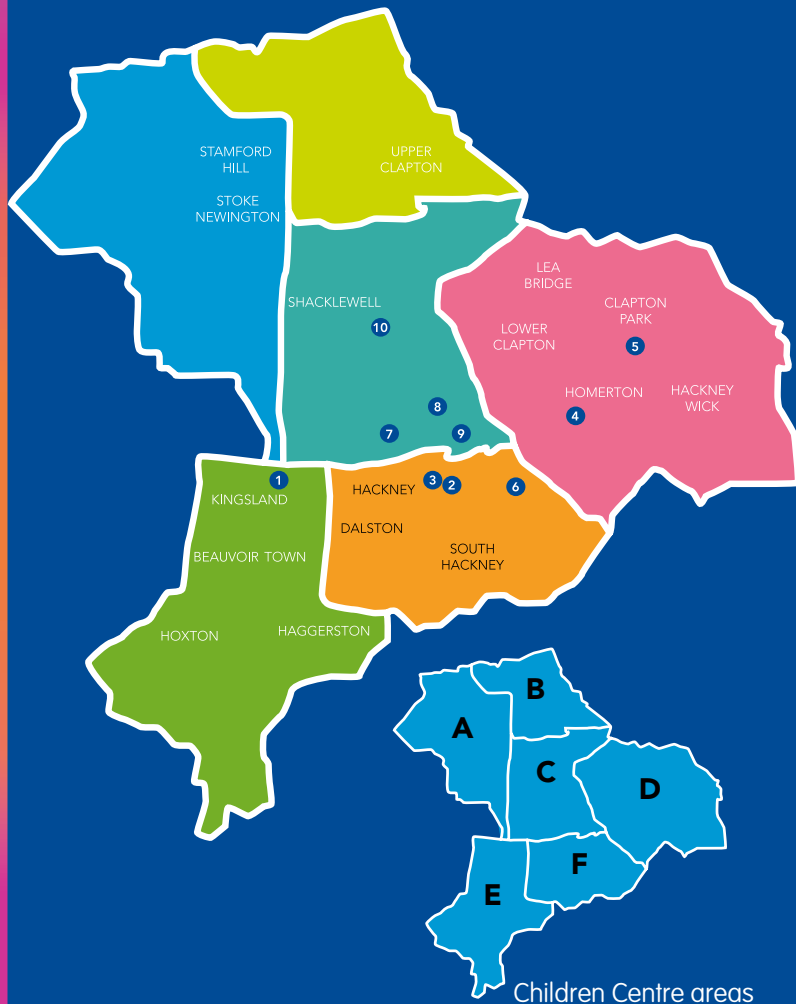 STAMFORD
HILL
UPPER
CLAPTON
STOKE
NEWINGTON
LEA
BRIDGE
SHACKLEWELL
CLAPTON
PARK
10
LOWER
CLAPTON
5
HOMERTON
HACKNEY
WICK
8
4
7
9
1
KINGSLAND
HACKNEY
3
2
6
DALSTON
BEAUVOIR TOWN
SOUTH
HACKNEY
HOXTON
HAGGERSTON
B
A
C
D
F
E
Children Centre areas